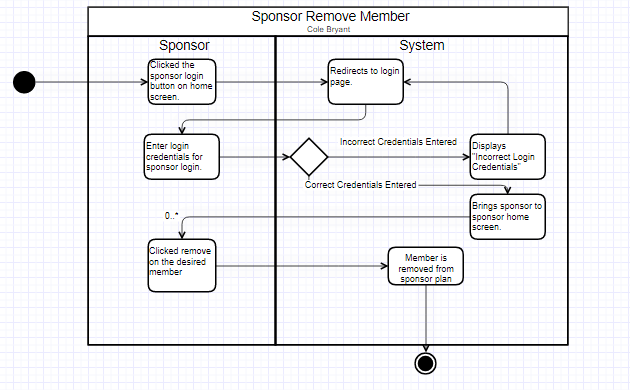 Sponsor Remove Member
Cole Bryant
Sponsor
System
Clicked the
sponsor login
button on home
screen.
Redirects to login
page.
Enter login
credentials for
sponsor login.
Incorrect Credentials Entered
Displays
"Incorrect Login
Credentials"
Correct Credentials Entered
Brings sponsor to
sponsor home
screen.
0..*
Clicked remove
on the desired
member
Member is
removed from
sponsor plan